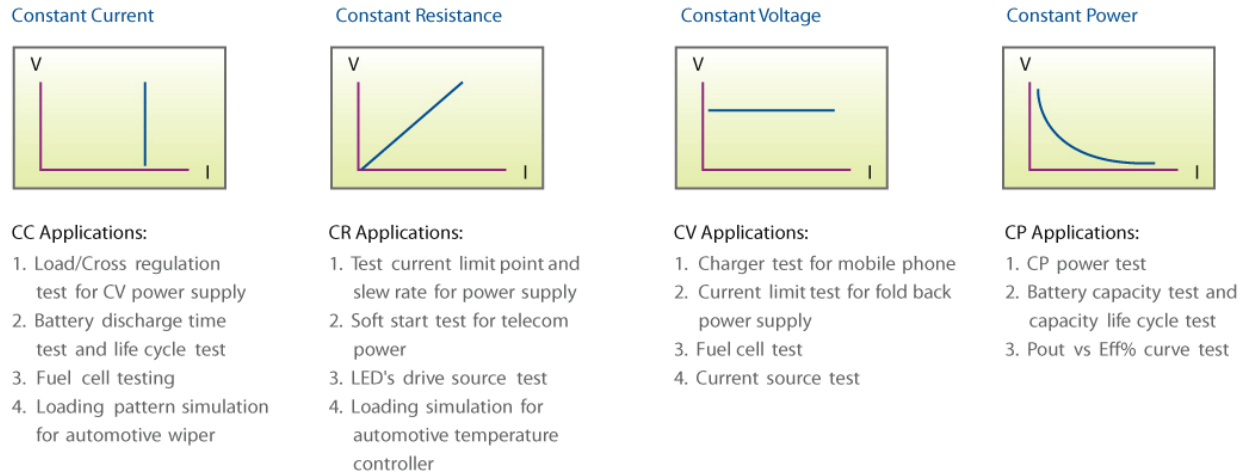 Constant Current
V
I
CC Applications:
1. Load/Cross regulation
test for CV power supply
2. Battery discharge time
test and life cycle test
3. Fuel cell testing
4. Loading pattern simulation
for automotive wiper
Constant Resistance
V
I
CR Applications:
1. Test current limit point and
slew rate for power supply
2. Soft start test for telecom
power
3. LED's drive source test
4. Loading simulation for
automotive temperature
controller
Constant Voltage
V
I
CV Applications:
1. Charger test for mobile phone
2. Current limit test for fold back
power supply
3. Fuel cell test
4. Current source test
Constant Power
V
I
CP Applications:
1. CP power test
2. Battery capacity test and
capacity life cycle test
3. Pout vs Eff% curve test